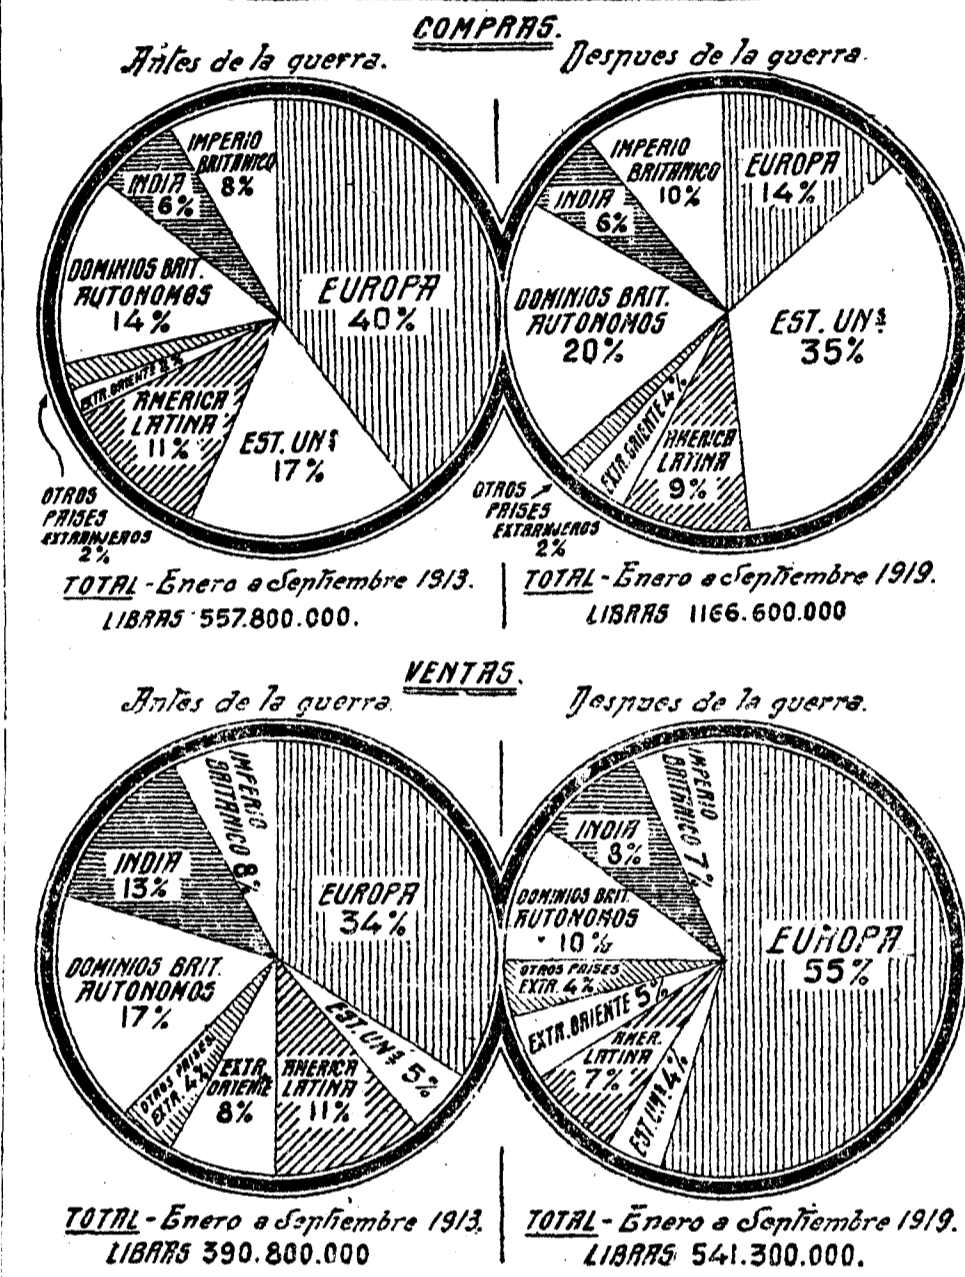 COMPRAS.
Antes de la guerra.
Despues de la guerra.
IMPERIO
BRITANICO
8%
INDIA
6%
DOMINIOS BRIT.
AUTONOMOS
14%
EXTR. ORIENTE 2%
AMERICA
LATINA
11%
EST. UNS
17%
EUROPA
40%
OTROS
PAISES
EXTRANJEROS
2%
IMPERIO
BRITANICO
10%
INDIA
6%
DOMINIOS BRIT.
AUTONOMOS
20%
EXTR. ORIENTE 4%
AMERICA
LATINA
9%
EST. UNS
35%
EUROPA
14%
OTROS
PAISES
EXTRANJEROS
2%
TOTAL - Enero a Septiembre 1913.
LIBRAS 557.800.000.
TOTAL - Enero a Septiembre 1919.
LIBRAS 1166.600.000
VENTAS.
Antes de la guerra.
Despues de la guerra.
IMPERIO
BRITANICO 8%
INDIA
13%
DOMINIOS BRIT.
AUTONOMOS
17%
OTROS PAISES
EXTR. 4%
EXTR.
ORIENTE
8%
AMERICA
LATINA
11%
EST. UNS 5%
EUROPA
34%
IMPERIO
BRITANICO 7%
INDIA
8%
DOMINIOS BRIT.
AUTONOMOS
10%
OTROS PAISES
EXTR. 4%
EXTR. ORIENTE 5%
AMER.
LATINA
7%
EST. UNS 4%
EUROPA
55%
TOTAL - Enero a Septiembre 1913.
LIBRAS 390.800.000
TOTAL - Enero a Septiembre 1919.
LIBRAS 541.300.000.